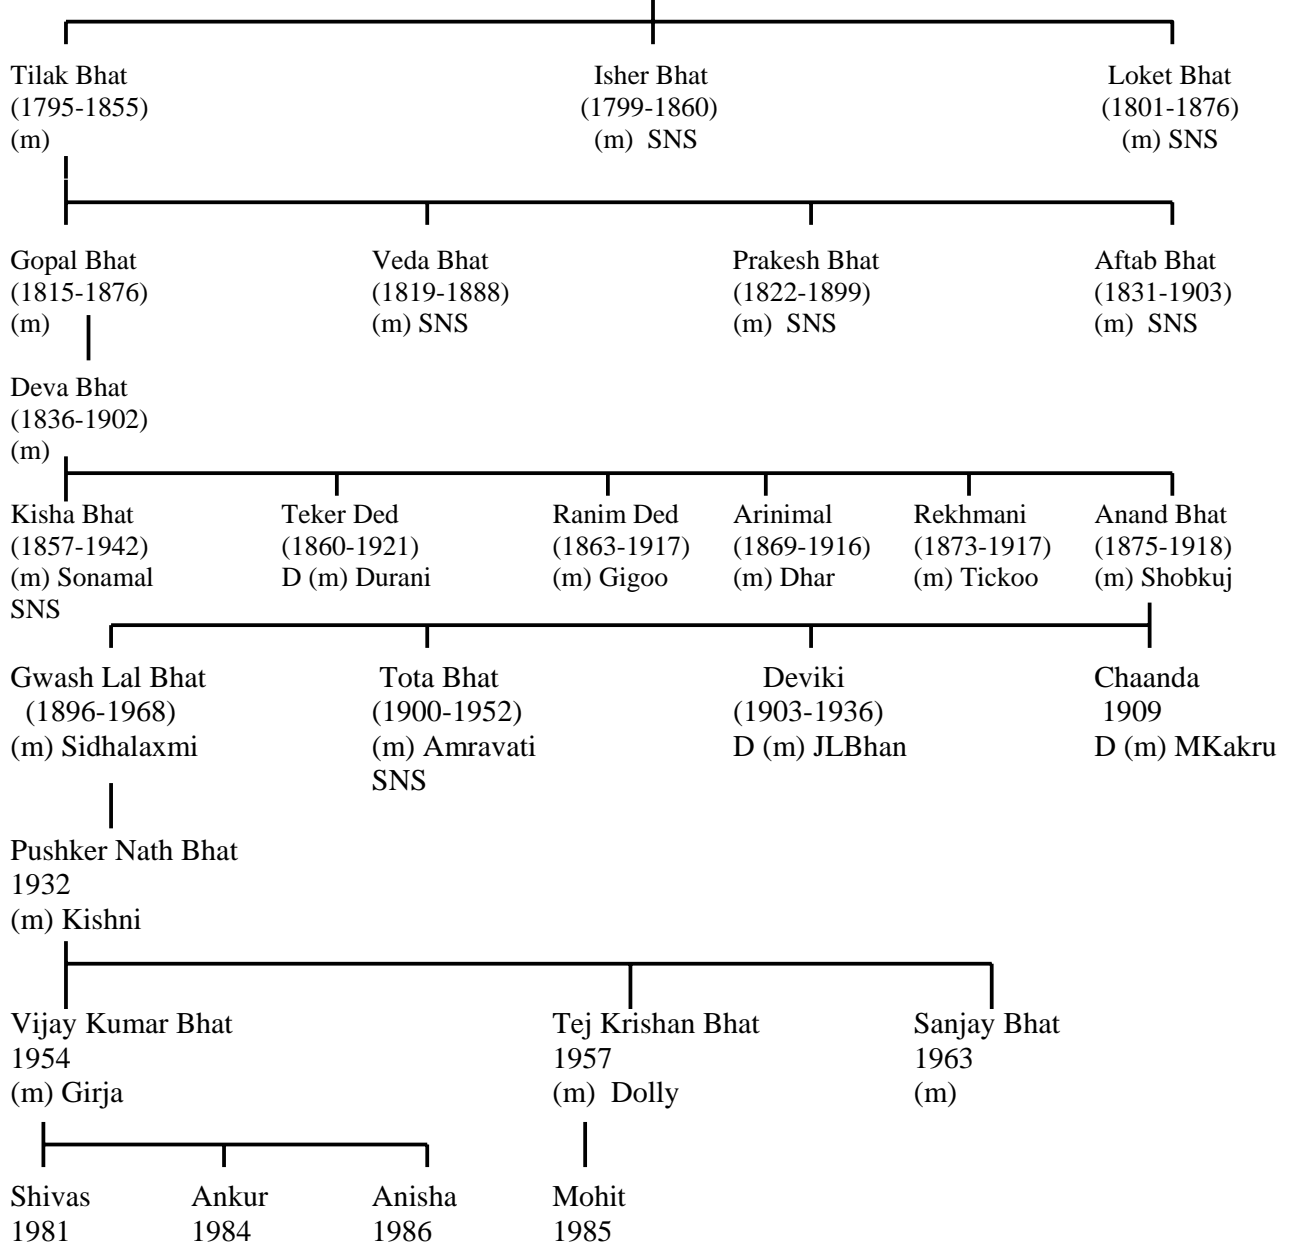 Tilak Bhat Isher Bhat Loket Bhat
(1795-1855) (1799-1860) (1801-1876)
(m) (m) SNS (m) SNS
Gopal Bhat Veda Bhat Prakesh Bhat Aftab Bhat
(1815-1876) (1819-1888) (1822-1899) (1831-1903)
(m) (m) SNS (m) SNS (m) SNS
Deva Bhat
(1836-1902)
(m)
Kisha Bhat Teker Ded Ranim Ded Arinimal Rekhmani Anand Bhat
(1857-1942) (1860-1921) (1863-1917) (1869-1916) (1873-1917) (1875-1918)
(m) Sonamal D (m) Durani (m) Gigoo (m) Dhar (m) Tickoo (m) Shobkuj
SNS
Gwash Lal Bhat Tota Bhat Deviki Chaanda
(1896-1968) (1900-1952) (1903-1936) 1909
(m) Sidhalaxmi (m) Amravati D (m) JLBhan D (m) MKakru
SNS
Pushker Nath Bhat
1932
(m) Kishni
Vijay Kumar Bhat Tej Krishan Bhat Sanjay Bhat
1954 1957 1963
(m) Girja (m) Dolly (m)
Shivas Ankur Anisha Mohit
1981 1984 1986 1985